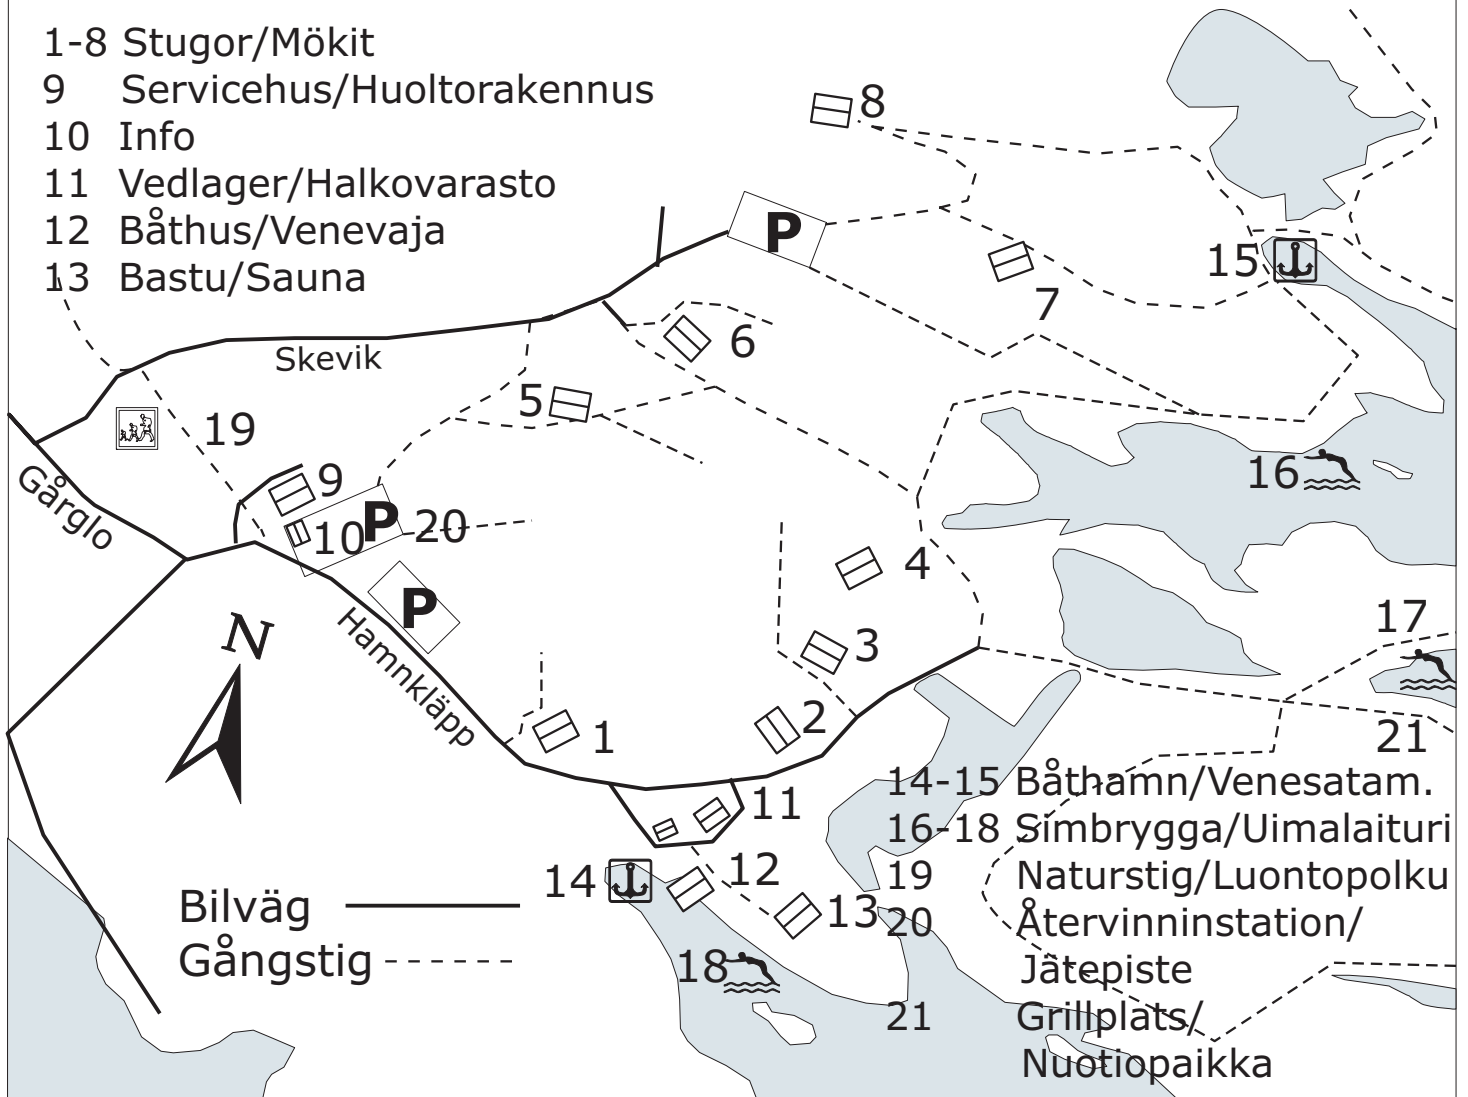 1-8 Stugor/Mökit
9 Servicehus/Huoltorakennus
10 Info
11 Vedlager/Halkovarasto
12 Båthus/Venevaja
13 Bastu/Sauna
8
P
15
7
6
Skevik
5
19
16
9
Gårglo
10
P
20
4
P
17
N
3
Hamnkläpp
2
1
21
14-15 Båthamn/Venesatam.
11
16-18 Simbrygga/Uimalaituri
12
14
19 Naturstig/Luontopolku
Bilväg
13
20 Återvinninstation/
Jätepiste
Gångstig
18
21 Grillplats/
Nuotiopaikka